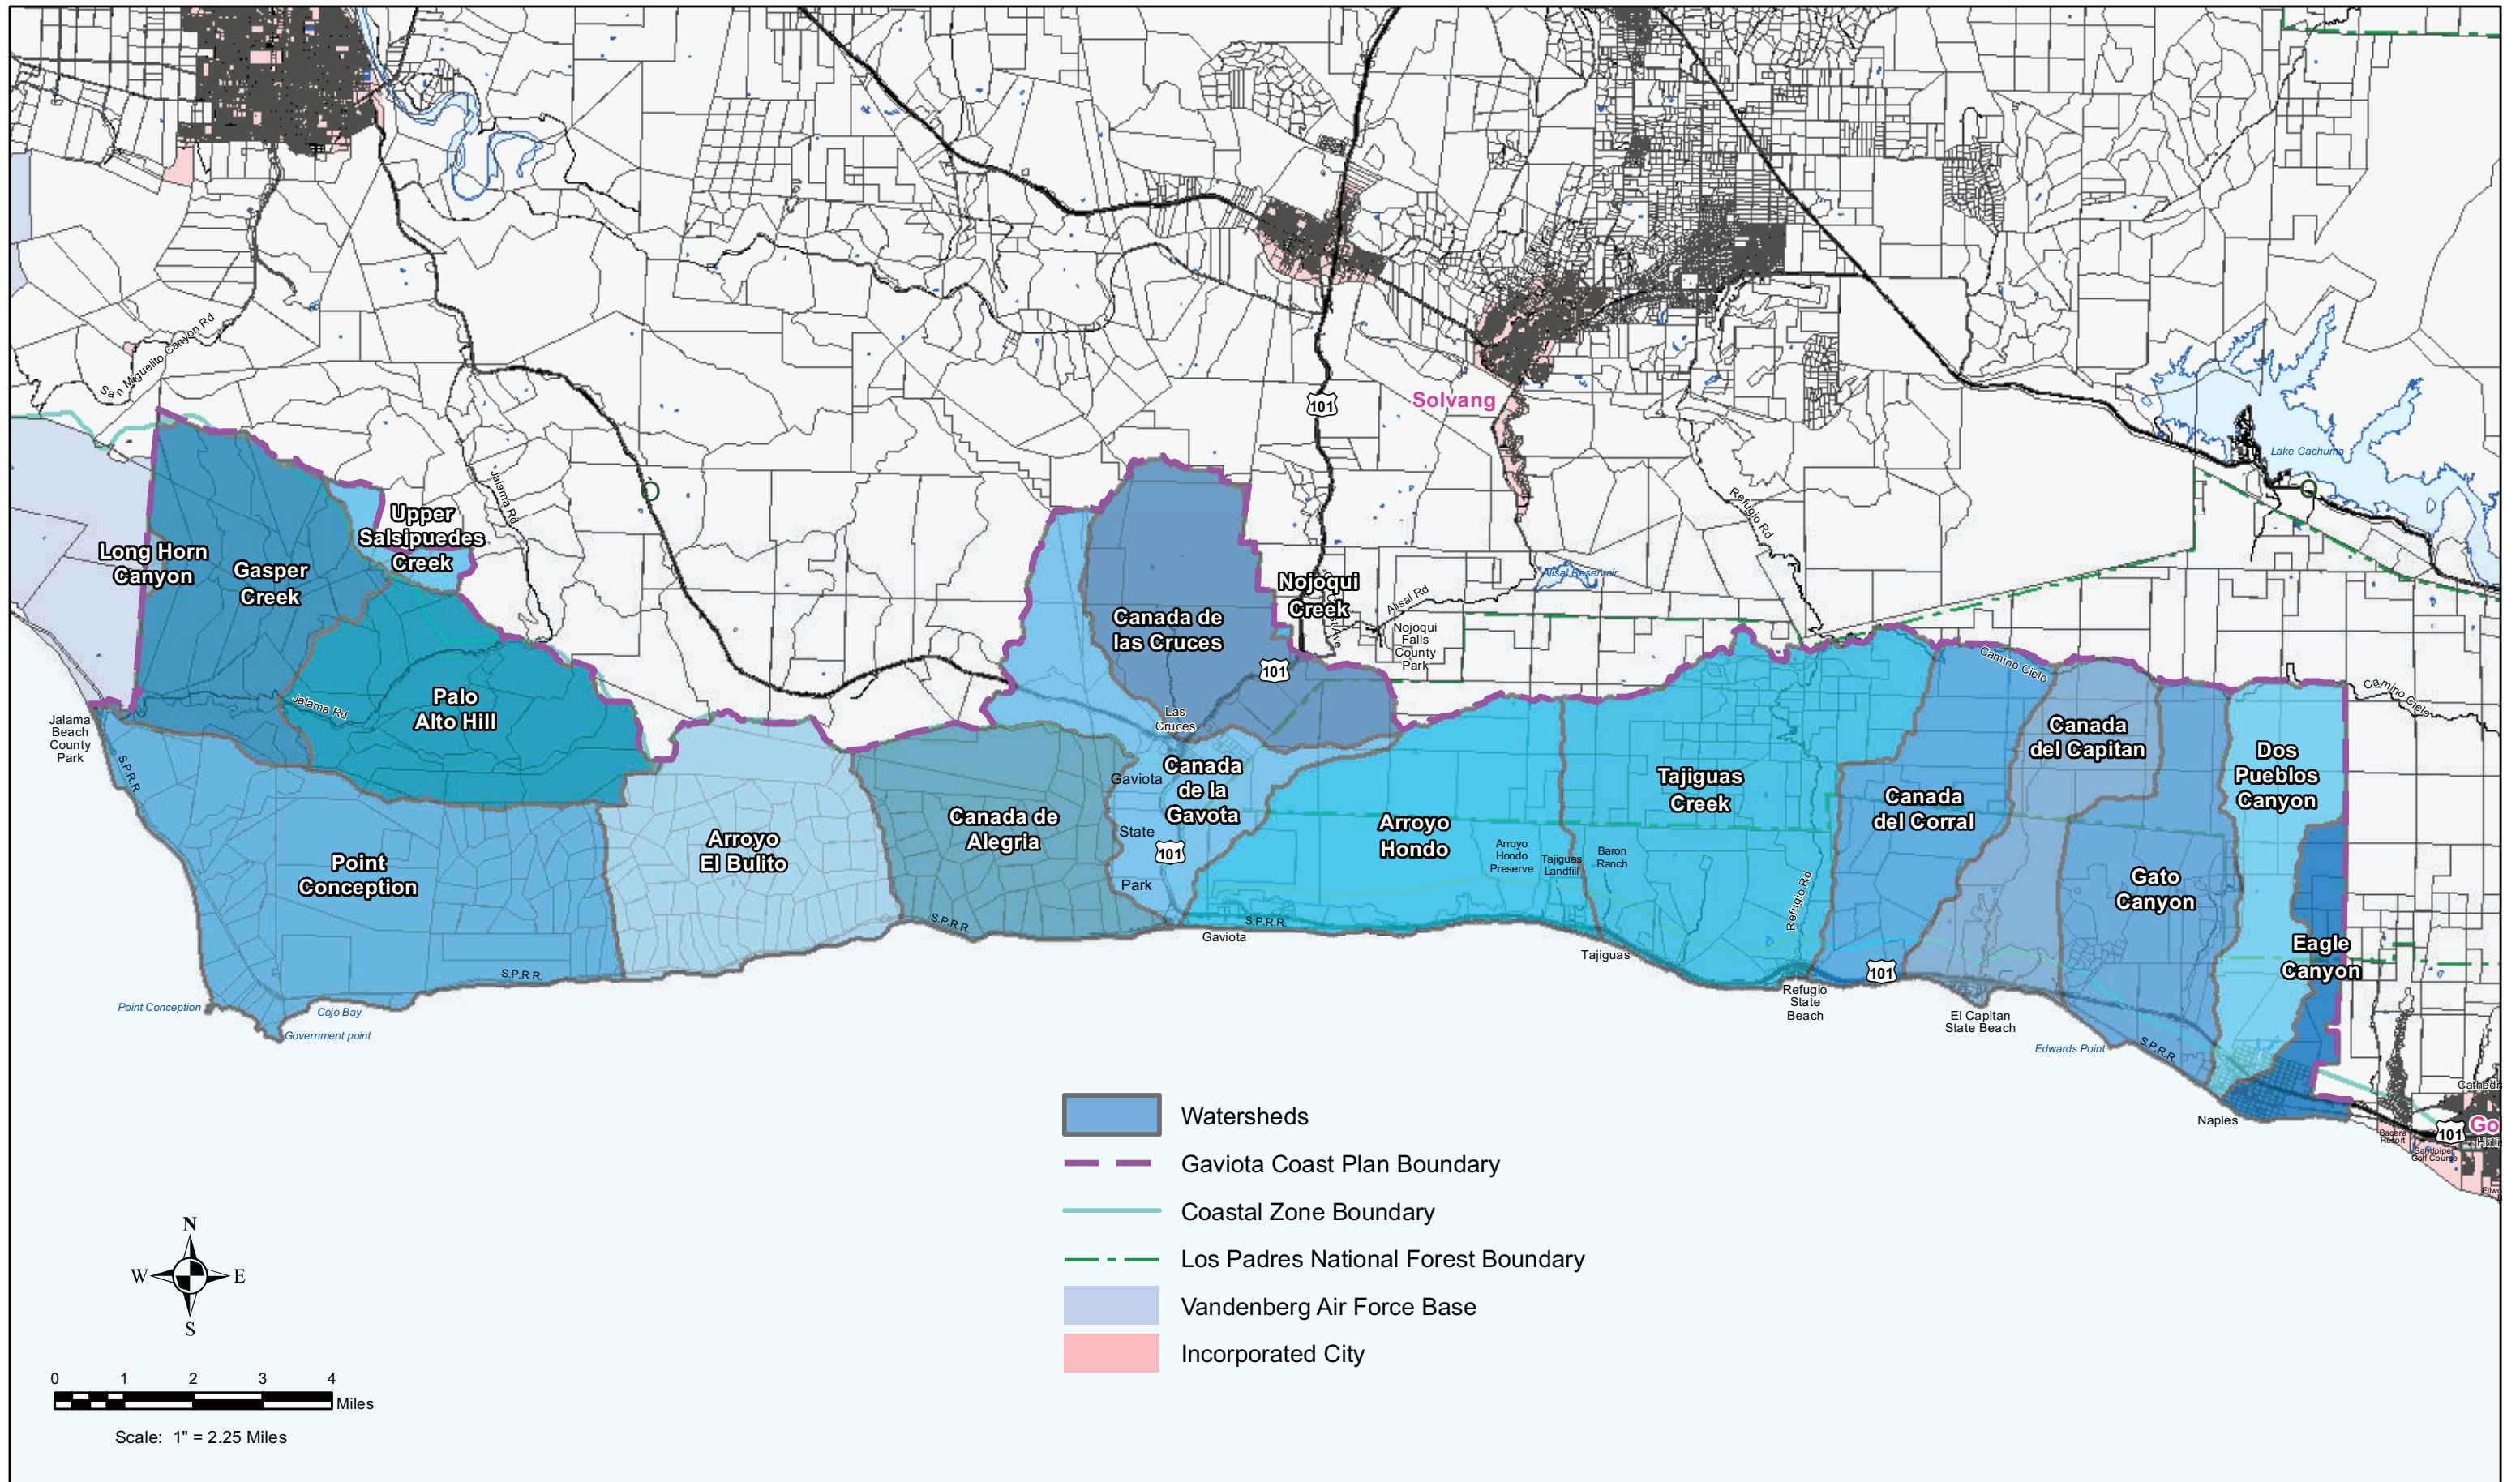 San Miguelito Canyon Rd
Jalama Rd
101
Solvang
Lake Cachuma
Refugio Rd
Upper
Salsipuedes
Creek
Long Horn
Canyon
Gasper
Creek
Canada de
las Cruces
Nojoqui
Creek
Alisal Reservoir
Alisal Rd
Nojoqui
Falls
County
Park
101
Camino Cielo
Camino Cielo
Palo
Alto Hill
Jalama Rd
Jalama
Beach
County
Park
S.P.R.R.
Las
Cruces
Gaviota
State
Park
Canada
de la
Gavota
101
Canada
del Capitan
Dos
Pueblos
Canyon
Tajiguas
Creek
Canada
del Corral
Arroyo
Hondo
Canada de
Alegria
Arroyo
El Bulito
Point
Conception
Arroyo
Hondo
Preserve
Tajiguas
Landfill
Baron
Ranch
Refugio Rd
Gato
Canyon
Eagle
Canyon
S.P.R.R.
S.P.R.R.
S.P.R.R.
Gaviota
Tajiguas
101
Refugio
State
Beach
El Capitan
State Beach
Point Conception
Cojo Bay
Government point
Edwards Point
S.P.R.R.
Naples
Bacara
Resort
Sandpiper
Golf Course
101
Go
Watersheds
Gaviota Coast Plan Boundary
Coastal Zone Boundary
Los Padres National Forest Boundary
Vandenberg Air Force Base
Incorporated City
N
W E
S
0 1 2 3 4
Miles
Scale: 1" = 2.25 Miles